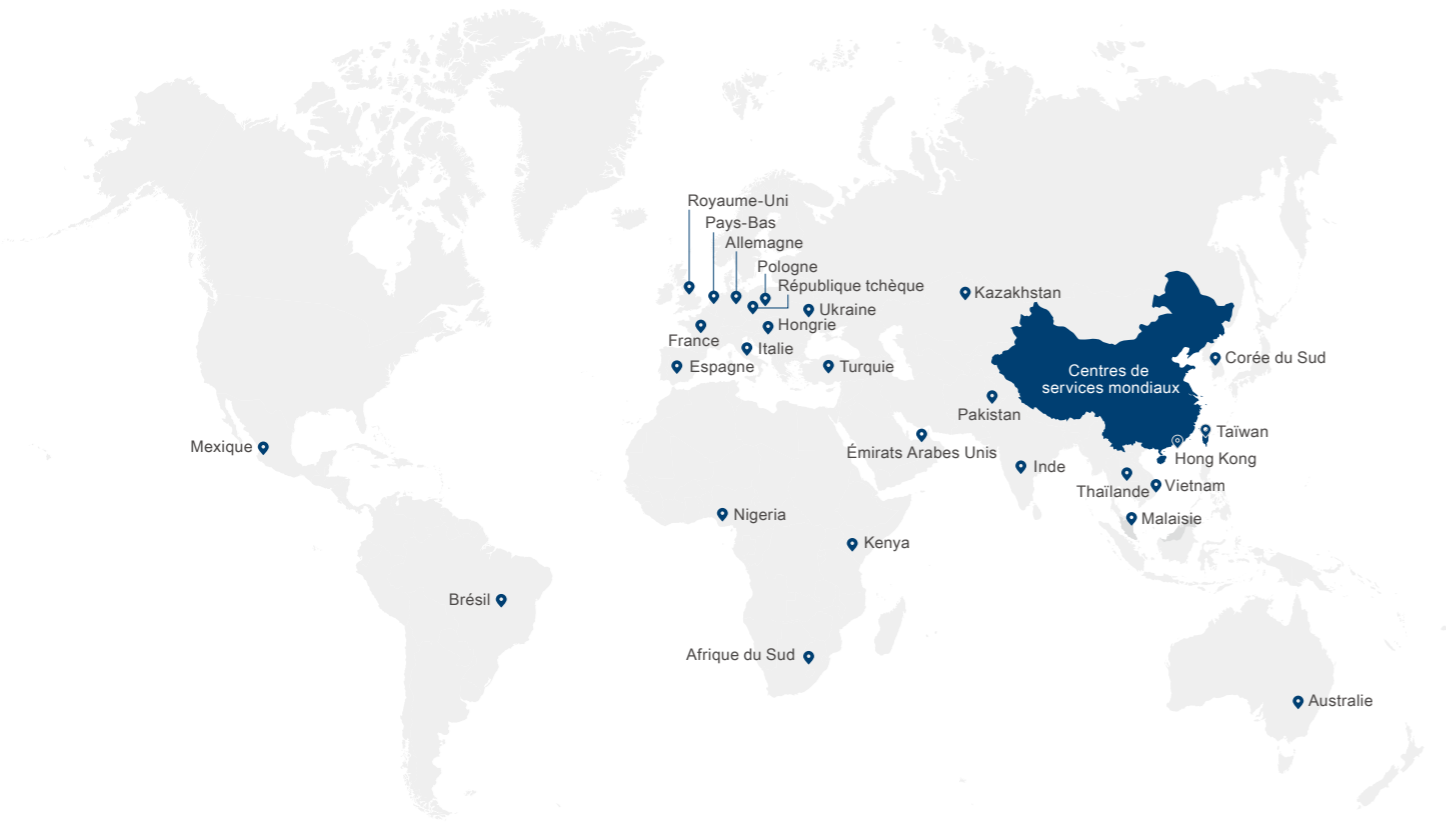 Royaume-Uni
Pays-Bas
Allemagne
Pologne
République tchèque
Kazakhstan
Ukraine
Hongrie
France
Italie
Corée du Sud
Espagne
Turquie
Centres de
services mondiaux
Pakistan
Taïwan
Mexique
Émirats Arabes Unis
Hong Kong
Inde
Thaïlande
Vietnam
Nigeria
Malaisie
Kenya
Brésil
Afrique du Sud
Australie